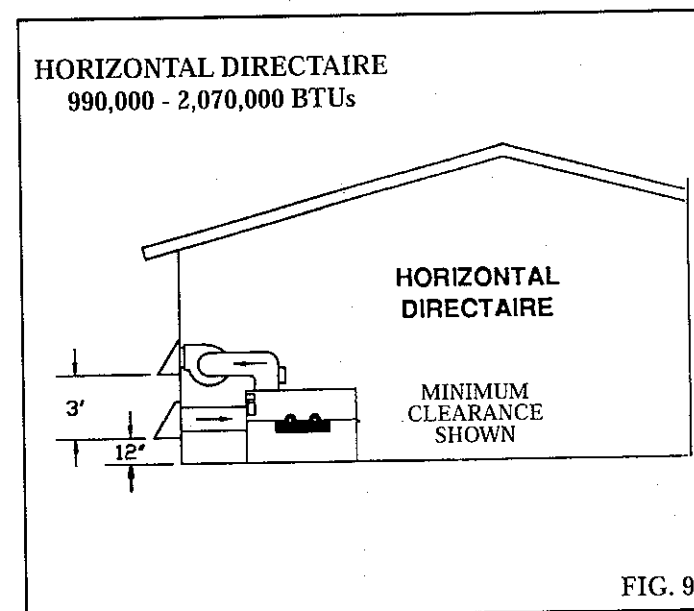 HORIZONTAL DIRECTAIRE
990,000 - 2,070,000 BTUs
HORIZONTAL
DIRECTAIRE
MINIMUM
CLEARANCE
SHOWN
3'
12"
FIG. 9